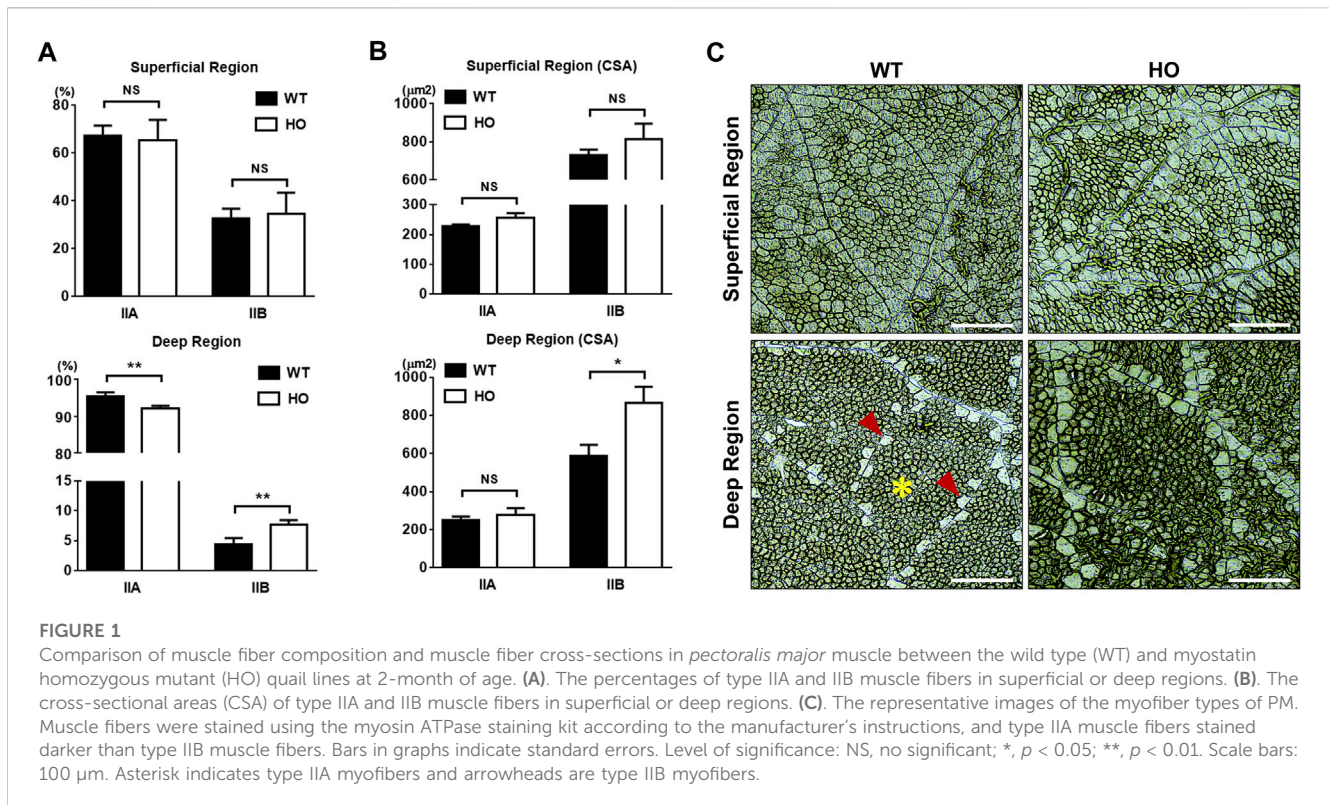 A
Superficial Region
(%)
80
60
40
20
0
NS
NS
WT
HO
IIA
IIB
Deep Region
(%)
100
90
80
15
10
5
0
**
**
WT
HO
IIA
IIB
B
Superficial Region (CSA)
(μm2)
1000
800
600
300
200
100
0
NS
NS
WT
HO
IIA
IIB
Deep Region (CSA)
(μm2)
1000
800
600
400
200
0
NS
*
WT
HO
IIA
IIB
C
WT
HO
Superficial Region
Deep Region
FIGURE 1
Comparison of muscle fiber composition and muscle fiber cross-sections in pectoralis major muscle between the wild type (WT) and myostatin
homozygous mutant (HO) quail lines at 2-month of age. (A). The percentages of type IIA and IIB muscle fibers in superficial or deep regions. (B). The
cross-sectional areas (CSA) of type IIA and IIB muscle fibers in superficial or deep regions. (C). The representative images of the myofiber types of PM.
Muscle fibers were stained using the myosin ATPase staining kit according to the manufacturer's instructions, and type IIA muscle fibers stained
darker than type IIB muscle fibers. Bars in graphs indicate standard errors. Level of significance: NS, no significant; *, p < 0.05; **, p < 0.01. Scale bars:
100 μm. Asterisk indicates type IIA myofibers and arrowheads are type IIB myofibers.